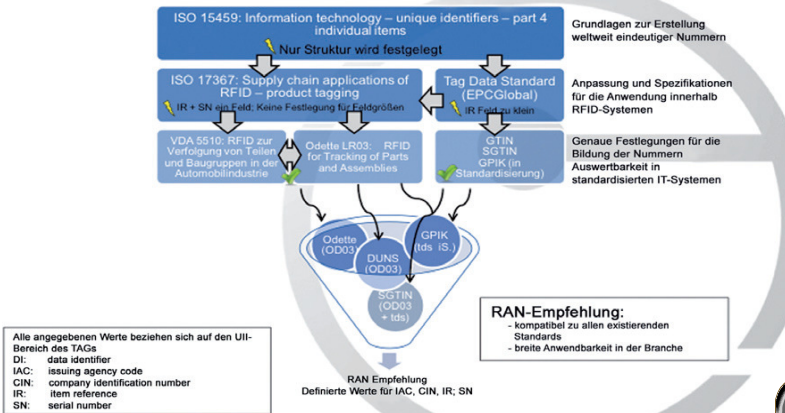 ISO 15459: Information technology – unique identifiers – part 4
individual items
Nur Struktur wird festgelegt
Grundlagen zur Erstellung
weltweit eindeutiger Nummern
ISO 17367: Supply chain applications of
RFID – product tagging
IR + SN ein Feld; Keine Festlegung für Feldgrößen
Tag Data Standard
(EPCGlobal)
IR Feld zu klein
Anpassung und Spezifikationen
für die Anwendung innerhalb
RFID-Systemen
VDA 5510: RFID zur
Verfolgung von Teilen
und Baugruppen in der
Automobilindustrie
Odette LR03: RFID
for Tracking of Parts
and Assemblies
GTIN
SGTIN
GPIK (in
Standardisierung)
Genaue Festlegungen für die
Bildung der Nummern
Auswertbarkeit in
standardisierten IT-Systemen
Odette
(OD03)
DUNS
(OD03)
GPIK
(tds iS.)
SGTIN
(OD03
+ tds)
RAN-Empfehlung:
- kompatibel zu allen existierenden
Standards
- breite Anwendbarkeit in der Branche
Alle angegebenen Werte beziehen sich auf den UII-
Bereich des TAGs
DI: data identifier
IAC: issuing agency code
CIN: company identification number
IR: item reference
SN: serial number
RAN Empfehlung
Definierte Werte für IAC, CIN, IR; SN